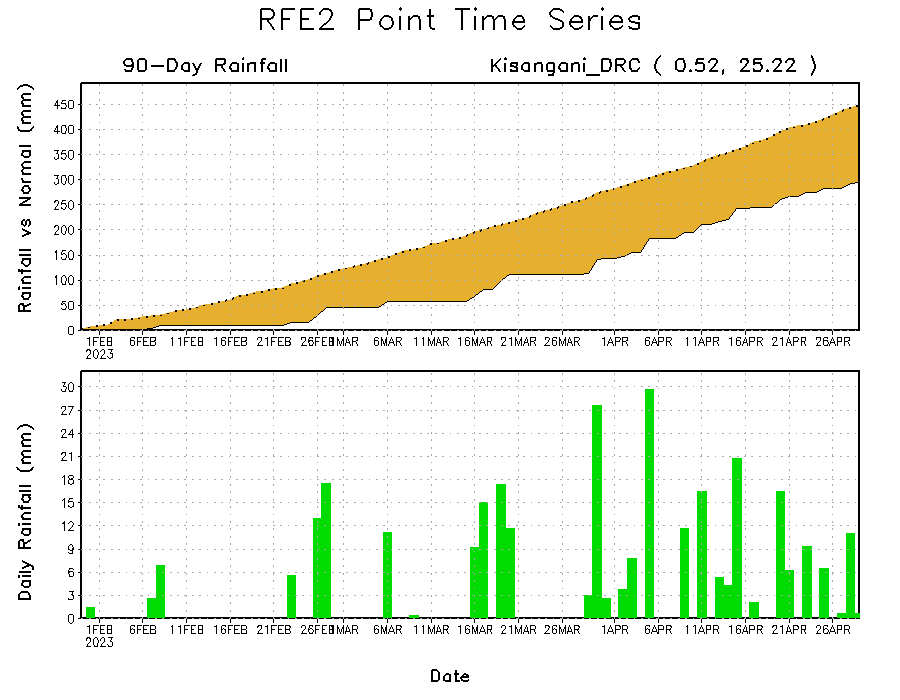 RFE2 Point Time Series
90-Day Rainfall
Kisangani_DRC ( 0.52, 25.22 )
Rainfall vs Normal (mm)
450
400
350
300
250
200
150
100
50
0
1FEB 6FEB 11FEB 16FEB 21FEB 26FEB 1MAR 6MAR 11MAR 16MAR 21MAR 26MAR 1APR 6APR 11APR 16APR 21APR 26APR
2023
Daily Rainfall (mm)
30
27
24
21
18
15
12
9
6
3
0
1FEB 6FEB 11FEB 16FEB 21FEB 26FEB 1MAR 6MAR 11MAR 16MAR 21MAR 26MAR 1APR 6APR 11APR 16APR 21APR 26APR
2023
Date